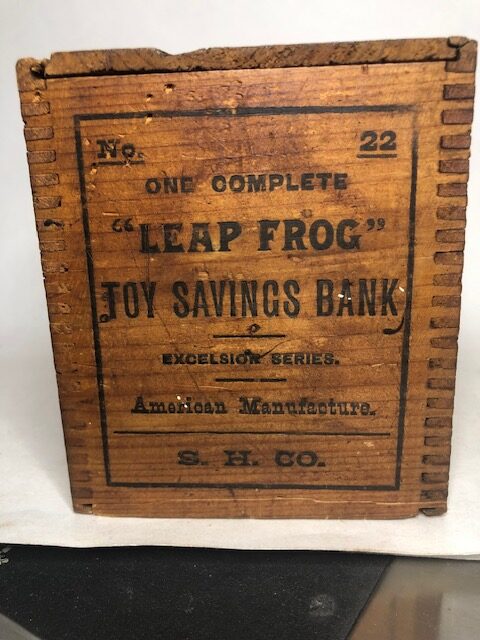 No. 22
ONE COMPLETE
"LEAP FROG"
TOY SAVINGS BANK
EXCELSIOR SERIES.
American Manufacture.
S. H. CO.